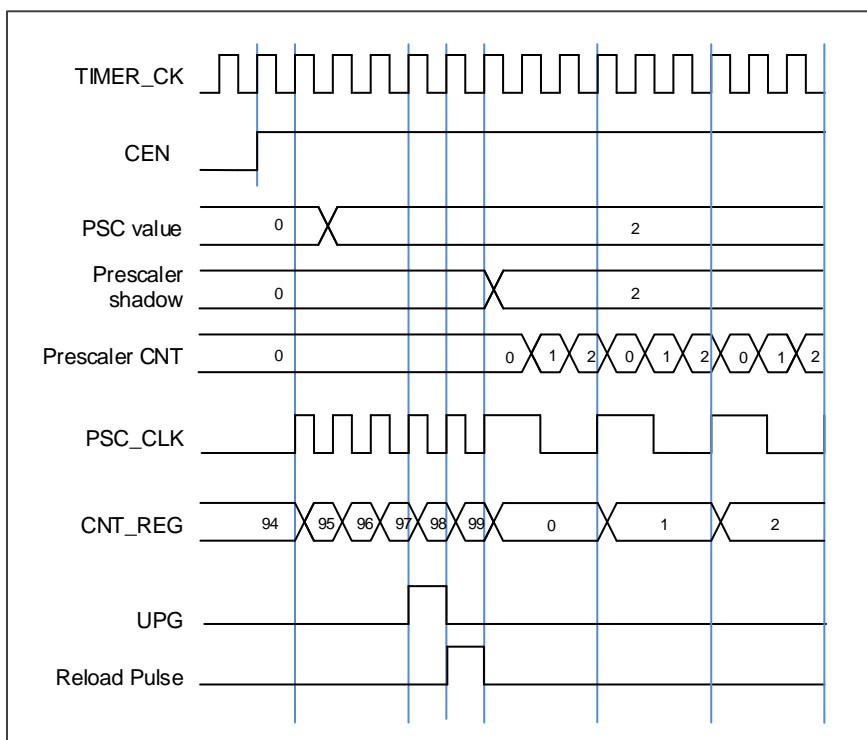 TIMER_CK
CEN
PSC value 0 2
Prescaler
shadow 0 2
Prescaler CNT 0 0 1 2 0 1 2 0 1 2
PSC_CLK
CNT_REG 94 95 96 97 98 99 0 1 2
UPG
Reload Pulse